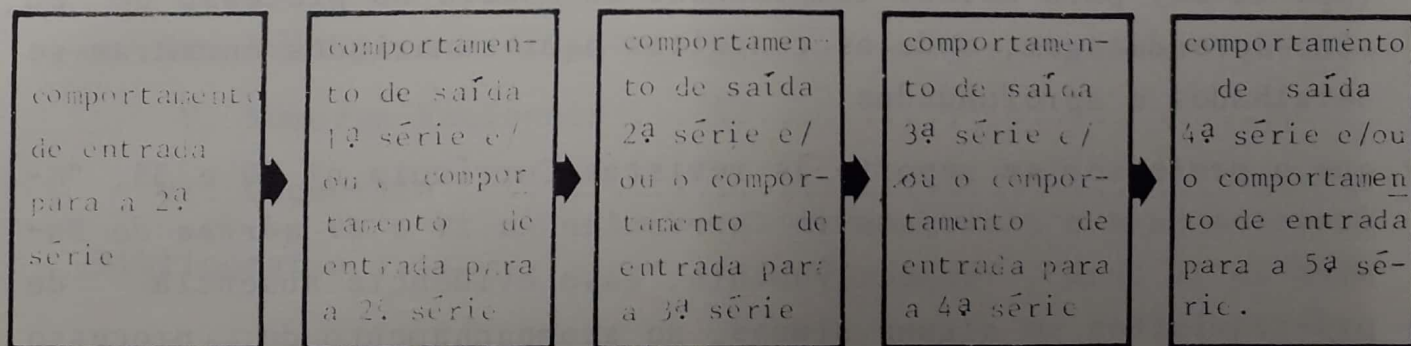 comportamento
de entrada
para a 2ª
série
comportamen-
to de saída
1ª série e/
ou o compor
tamento de
entrada para
a 2ª série
comportamen-
to de saída
2ª série e/
ou o compor-
tamento de
entrada para
a 3ª série
comportamen-
to de saída
3ª série e/
ou o compor-
tamento de
entrada para
a 4ª série
comportamento
de saída
4ª série e/ou
o comportamen
to de entrada
para a 5ª sé-
rie.